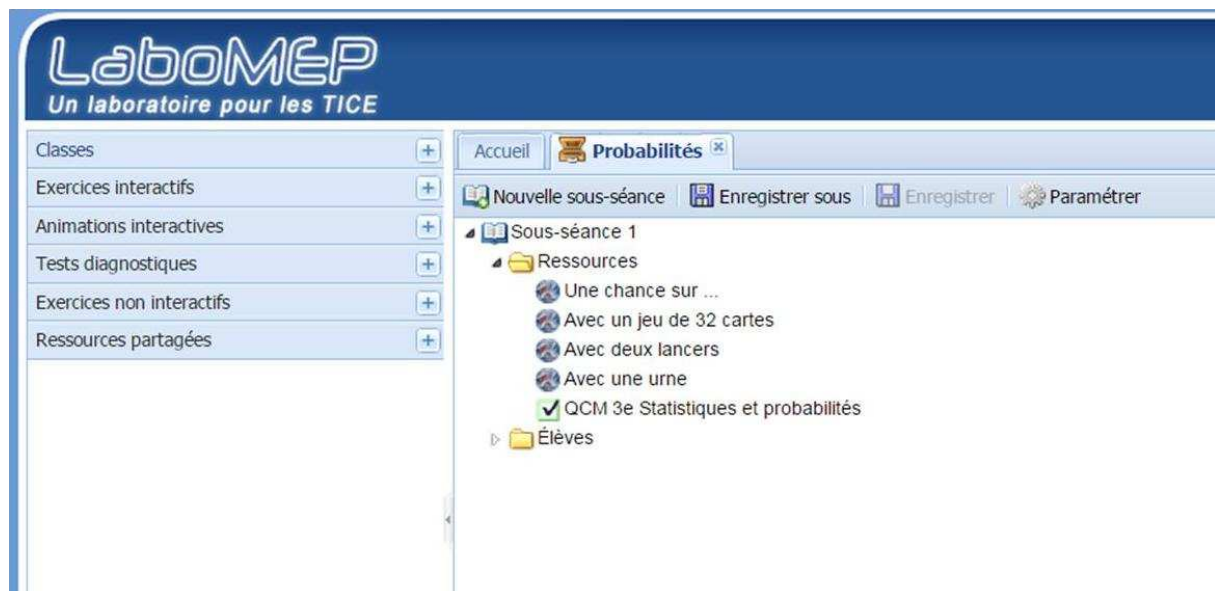 LaboMEP
Un laboratoire pour les TICE
Classes
Exercices interactifs
Animations interactives
Tests diagnostiques
Exercices non interactifs
Ressources partagées
Accueil Probabilités
Nouvelle sous-séance Enregistrer sous Enregistrer Paramétrer
Sous-séance 1
Ressources
Une chance sur ...
Avec un jeu de 32 cartes
Avec deux lancers
Avec une urne
QCM 3e Statistiques et probabilités
Élèves